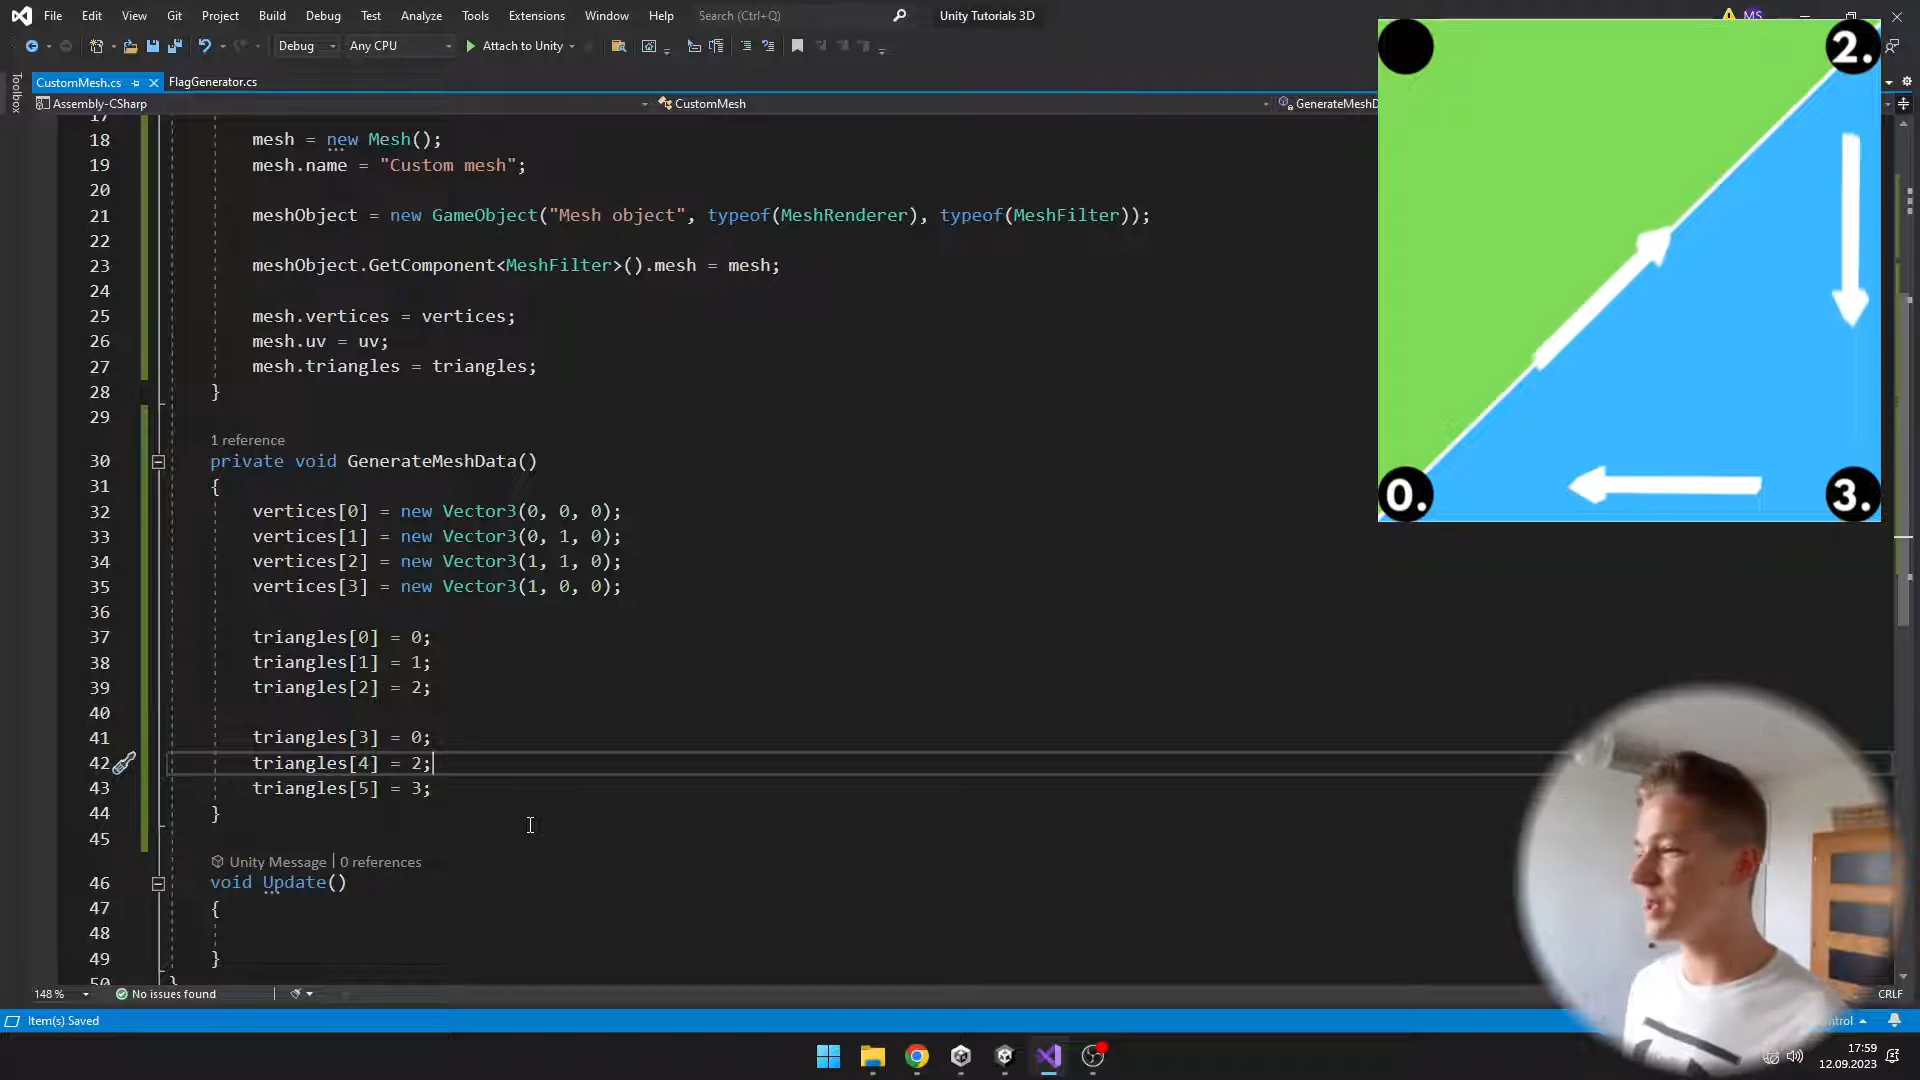 File Edit View Git Project Build Debug Test Analyze Tools Extensions Window Help Search (Ctrl+Q) Unity Tutorials 3D MS
Debug Any CPU Attach to Unity
Toolbox
CustomMesh.cs FlagGenerator.cs
Assembly-CSharp CustomMesh GenerateMeshD
17
18 mesh = new Mesh();
19 mesh.name = "Custom mesh";
20
21 meshObject = new GameObject("Mesh object", typeof(MeshRenderer), typeof(MeshFilter));
22
23 meshObject.GetComponent<MeshFilter>().mesh = mesh;
24
25 mesh.vertices = vertices;
26 mesh.uv = uv;
27 mesh.triangles = triangles;
28 }
29
1 reference
30 private void GenerateMeshData()
31 {
32 vertices[0] = new Vector3(0, 0, 0);
33 vertices[1] = new Vector3(0, 1, 0);
34 vertices[2] = new Vector3(1, 1, 0);
35 vertices[3] = new Vector3(1, 0, 0);
36
37 triangles[0] = 0;
38 triangles[1] = 1;
39 triangles[2] = 2;
40
41 triangles[3] = 0;
42 triangles[4] = 2;
43 triangles[5] = 3;
44 }
45
Unity Message | 0 references
46 void Update()
47 {
48
49 }
50 }
2.
0. 3.
148 % No issues found CRLF
Item(s) Saved
17:59
12.09.2023